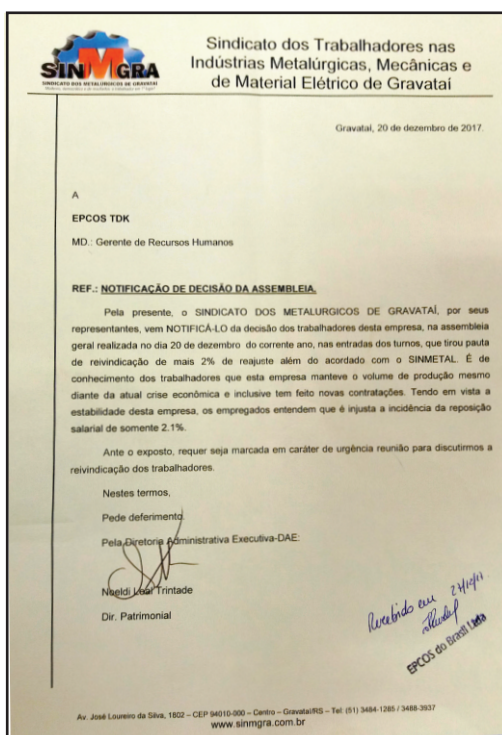 SINMGRA
SINDICATO DOS METALÚRGICOS DE GRAVATAÍ
Sindicato dos Trabalhadores nas
Indústrias Metalúrgicas, Mecânicas e
de Material Elétrico de Gravataí
Gravataí, 20 de dezembro de 2017.
A
EPCOS TDK
MD.: Gerente de Recursos Humanos
REF.: NOTIFICAÇÃO DE DECISÃO DA ASSEMBLEIA.
Pela presente, o SINDICATO DOS METALURGICOS DE GRAVATAÍ, por seus
representantes, vem NOTIFICÁ-LO da decisão dos trabalhadores desta empresa, na assembleia
geral realizada no dia 20 de dezembro do corrente ano, nas entradas dos turnos, que tirou pauta
de reivindicação de mais 2% de reajuste além do acordado com o SINMETAL. É de
conhecimento dos trabalhadores que esta empresa manteve o volume de produção mesmo
diante da atual crise econômica e inclusive tem feito novas contratações. Tendo em vista a
estabilidade desta empresa, os empregados entendem que é injusta a incidência da reposição
salarial de somente 2.1%.
Ante o exposto, requer seja marcada em caráter de urgência reunião para discutirmos a
reivindicação dos trabalhadores.
Nestes termos,
Pede deferimento.
Pela Diretoria Administrativa Executiva-DAE:
Noeldi Leal Trintade
Dir. Patrimonial
Recebido em
EPCOS do Brasil Ltda
Av. José Loureiro da Silva, 1802 – CEP 94010-000 – Centro – Gravataí/RS – Tel: (51) 3484-1285 / 3488-3937
www.sinmgra.com.br